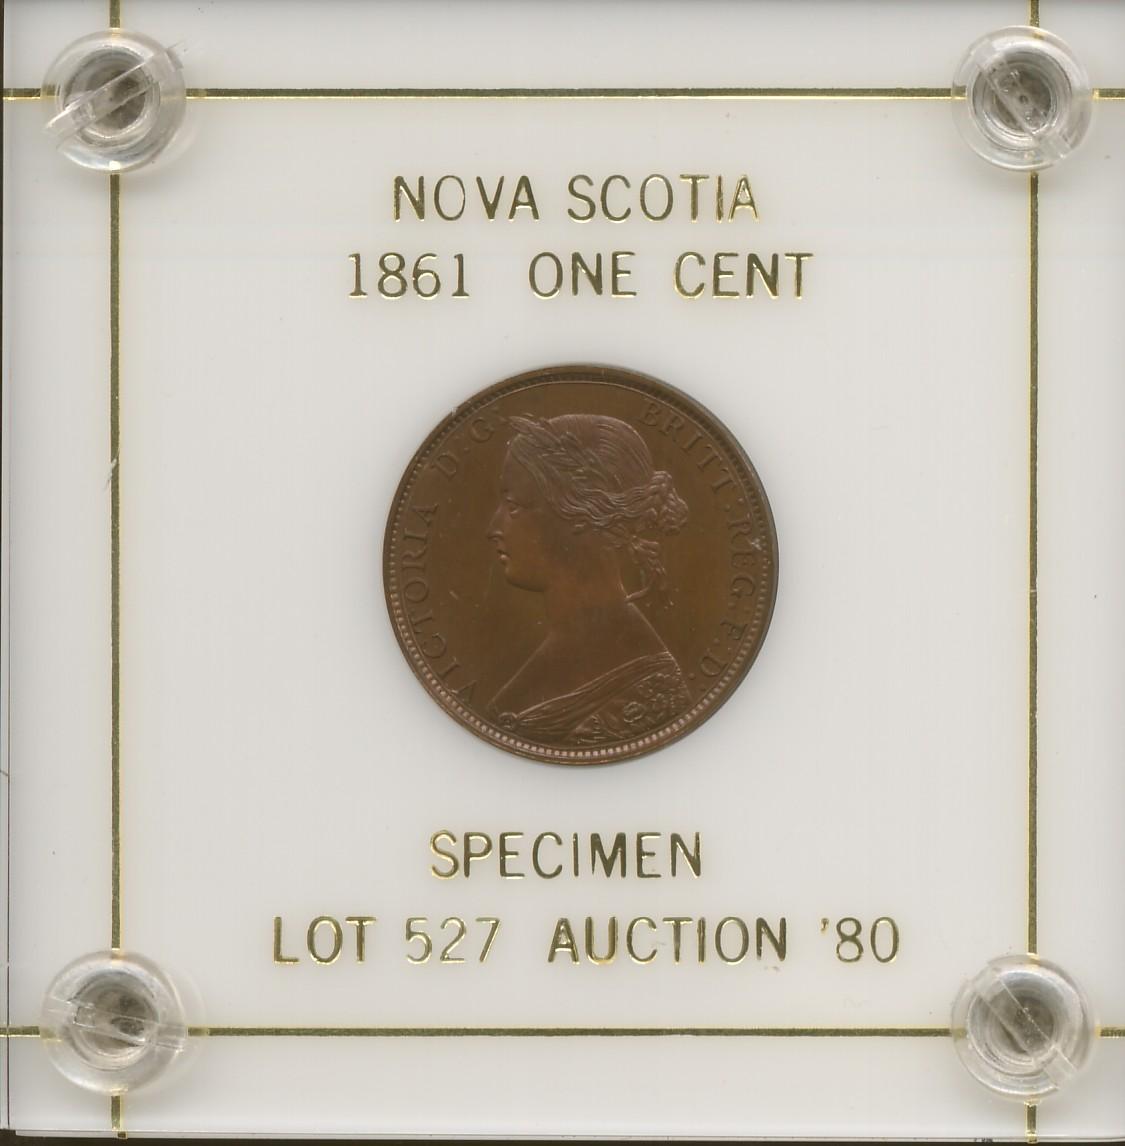 NOVA SCOTIA
1861 ONE CENT
VICTORIA D:G: BRITT:REG:F:D:
SPECIMEN
LOT 527 AUCTION '80